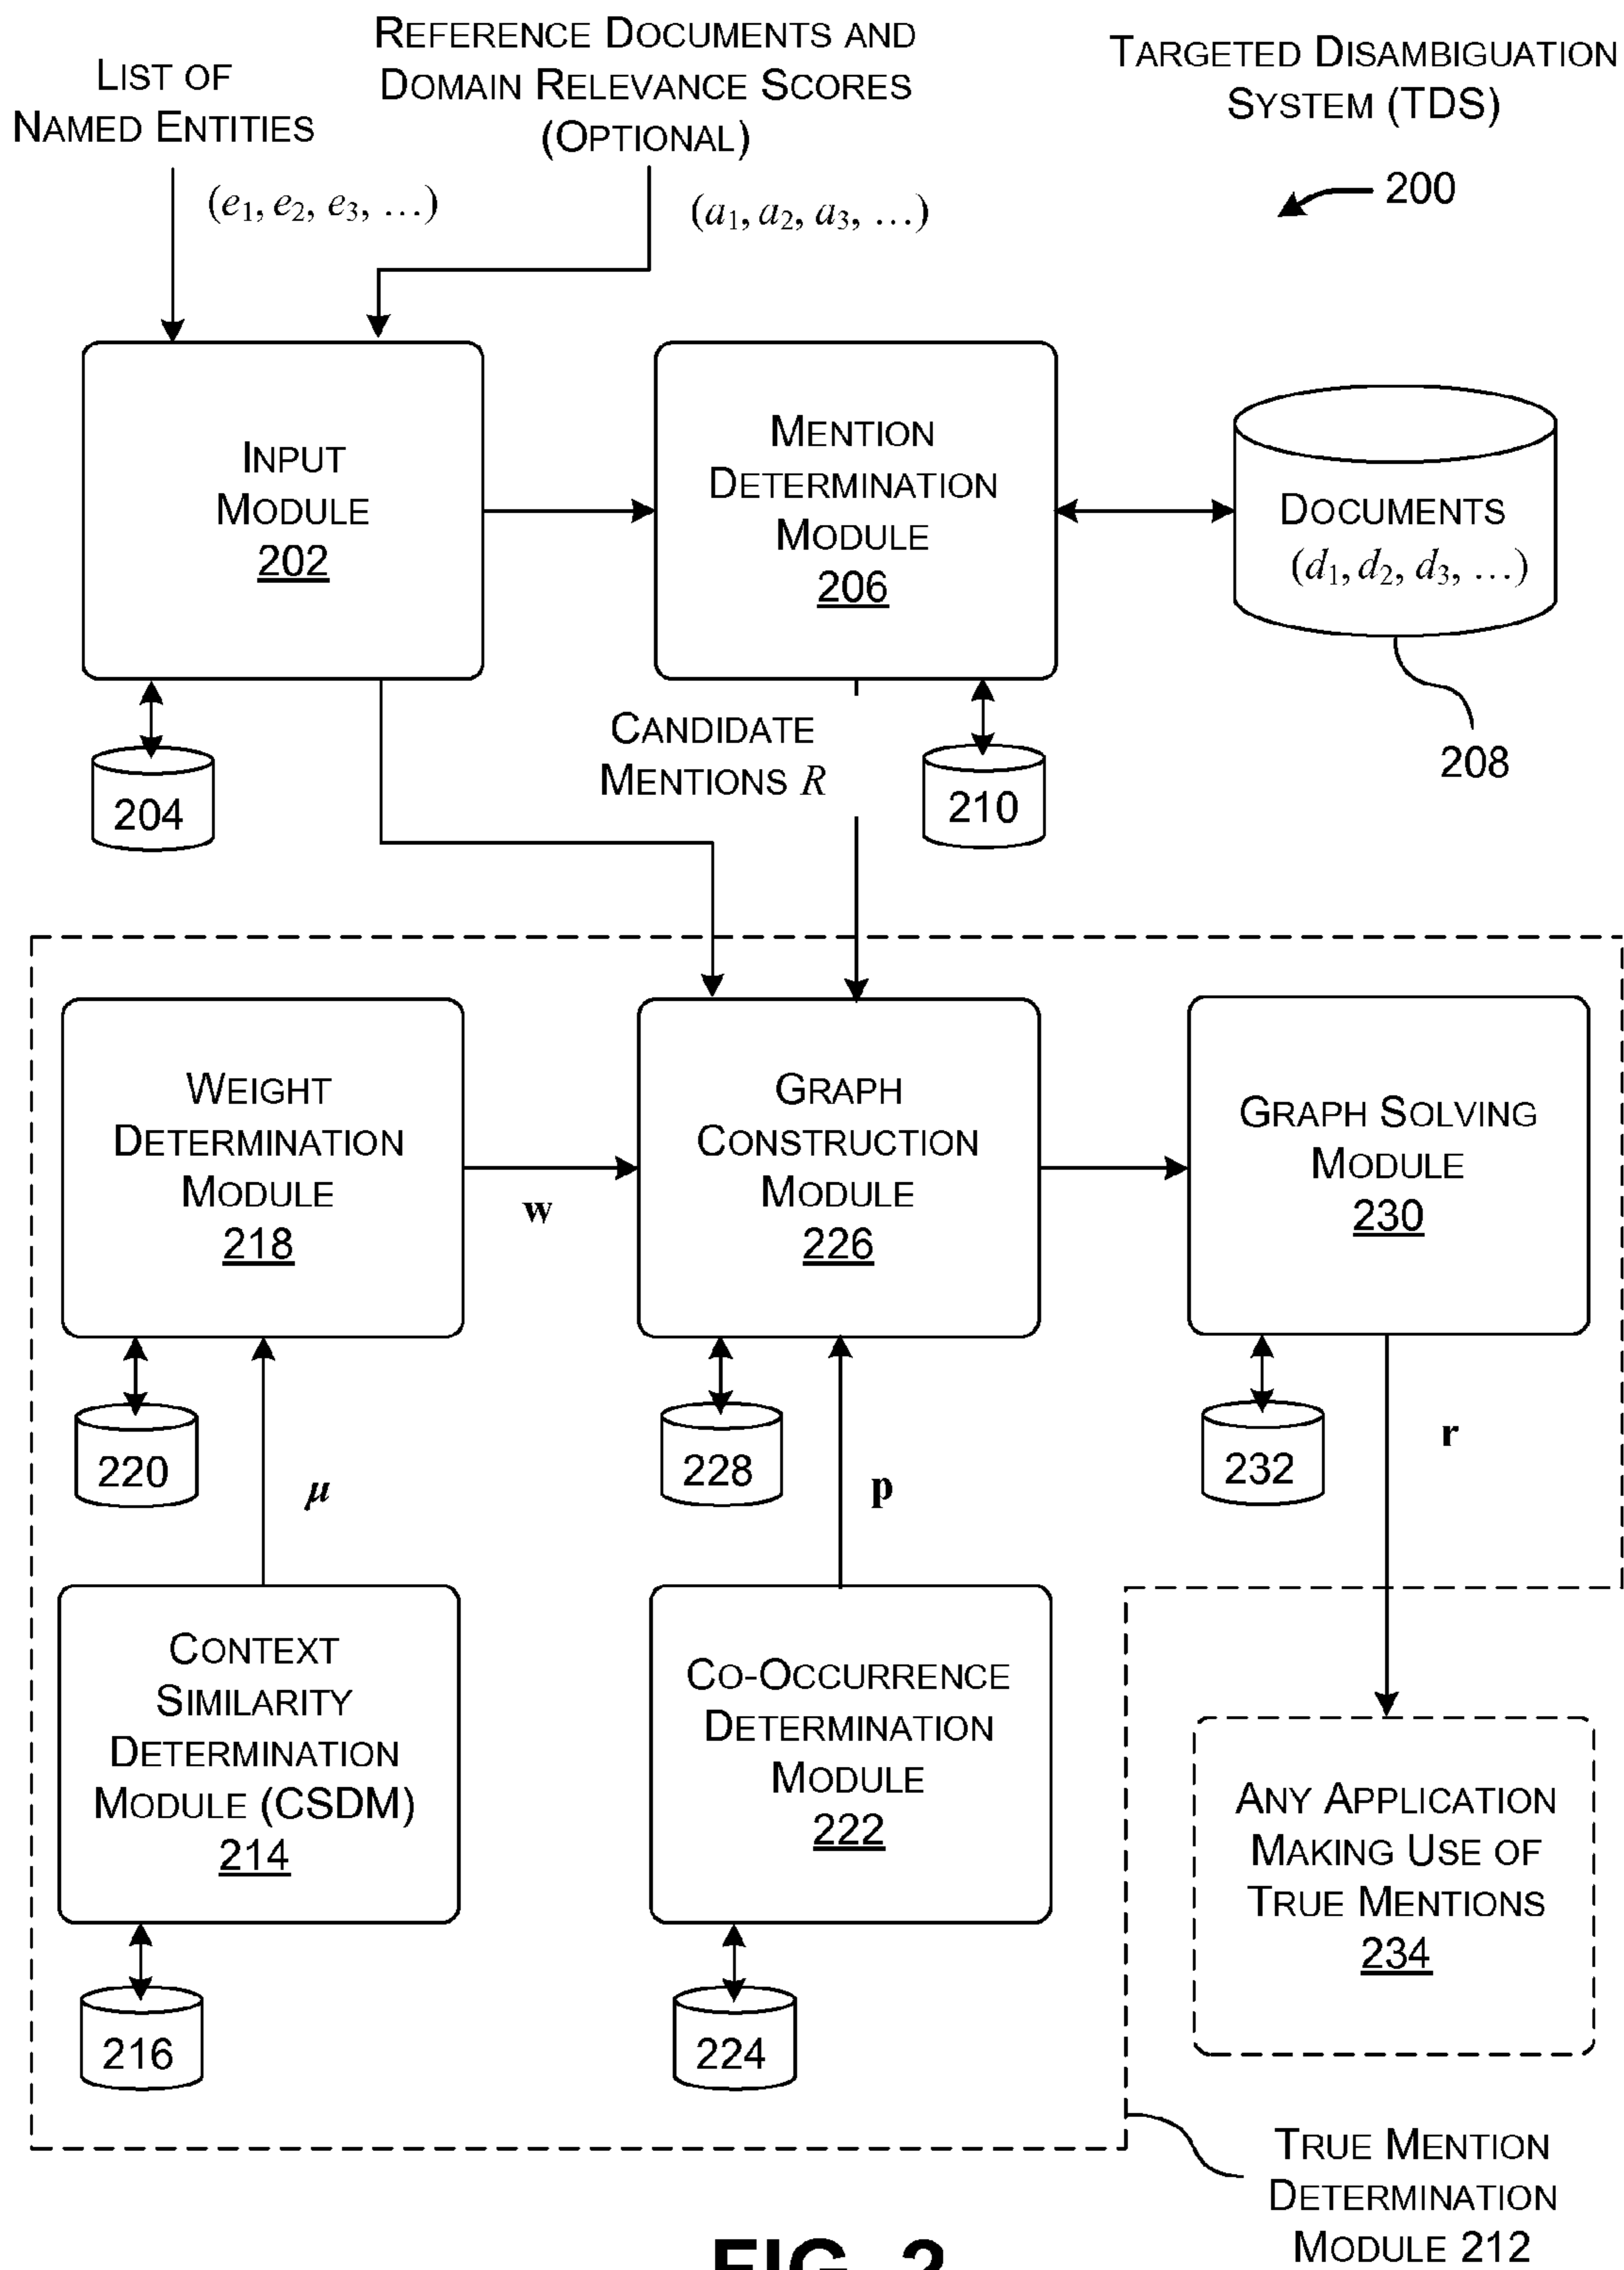 REFERENCE DOCUMENTS AND
DOMAIN RELEVANCE SCORES
(OPTIONAL)
LIST OF
NAMED ENTITIES
TARGETED DISAMBIGUATION
SYSTEM (TDS)
200
(e1, e2, e3, …)
(a1, a2, a3, …)
INPUT
MODULE
202
MENTION
DETERMINATION
MODULE
206
DOCUMENTS
(d1, d2, d3, …)
208
204
CANDIDATE
MENTIONS R
210
WEIGHT
DETERMINATION
MODULE
218
w
GRAPH
CONSTRUCTION
MODULE
226
GRAPH SOLVING
MODULE
230
220
μ
228
p
232
r
CONTEXT
SIMILARITY
DETERMINATION
MODULE (CSDM)
214
CO-OCCURRENCE
DETERMINATION
MODULE
222
ANY APPLICATION
MAKING USE OF
TRUE MENTIONS
234
216
224
TRUE MENTION
DETERMINATION
MODULE 212
FIG. 2